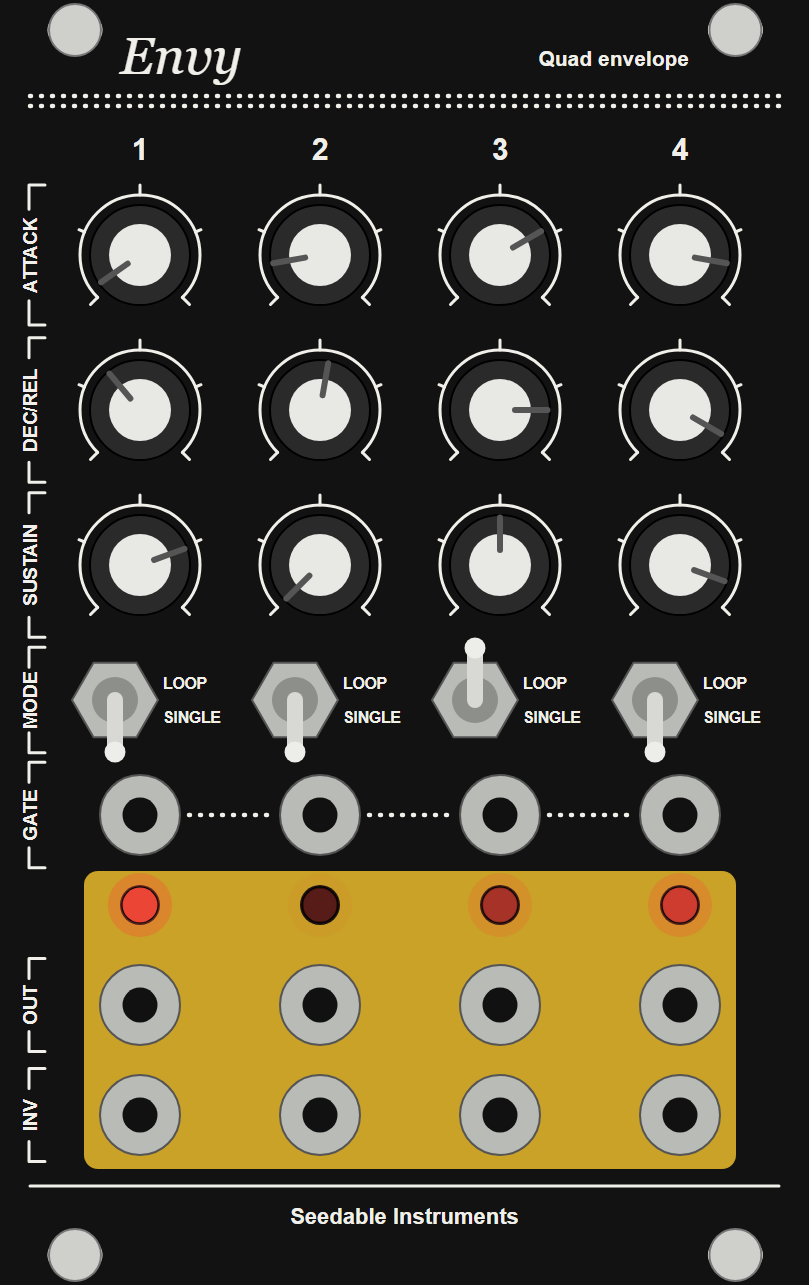 Envy
Quad envelope
1 2 3 4
ATTACK
DEC/REL
SUSTAIN
MODE
LOOP LOOP LOOP LOOP
SINGLE SINGLE SINGLE SINGLE
GATE
OUT
INV
Seedable Instruments